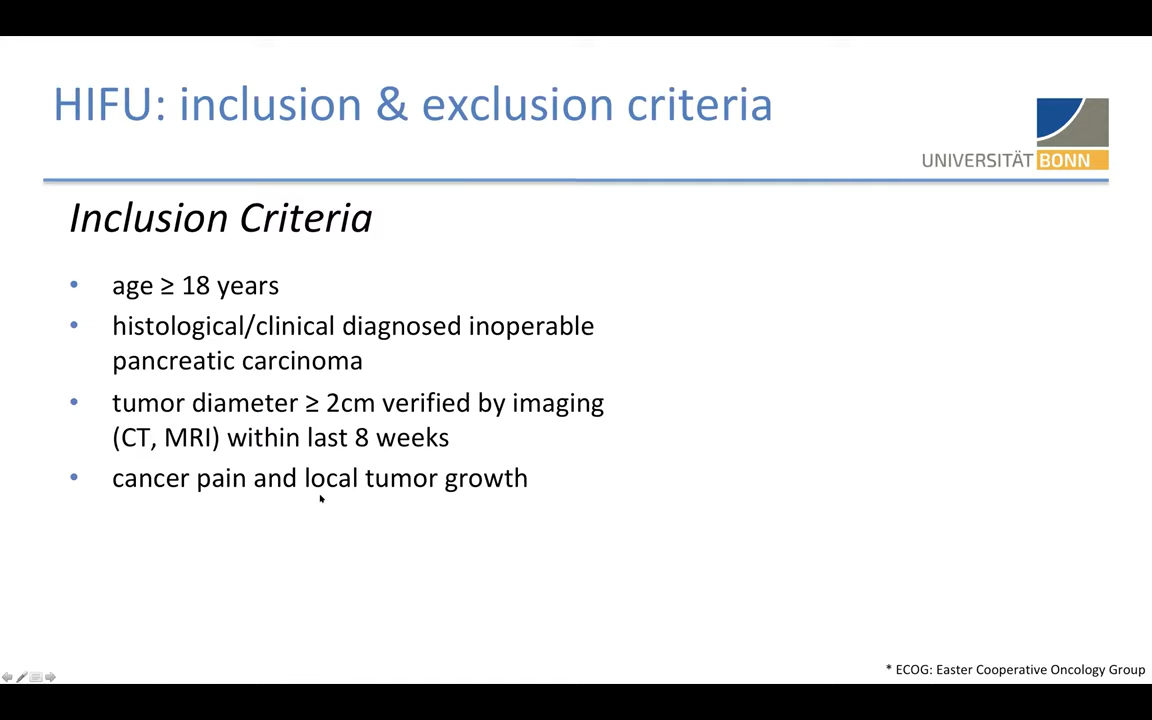 HIFU: inclusion & exclusion criteria
UNIVERSITÄT BONN
Inclusion Criteria
• age ≥ 18 years
• histological/clinical diagnosed inoperable
pancreatic carcinoma
• tumor diameter ≥ 2cm verified by imaging
(CT, MRI) within last 8 weeks
• cancer pain and local tumor growth
* ECOG: Easter Cooperative Oncology Group